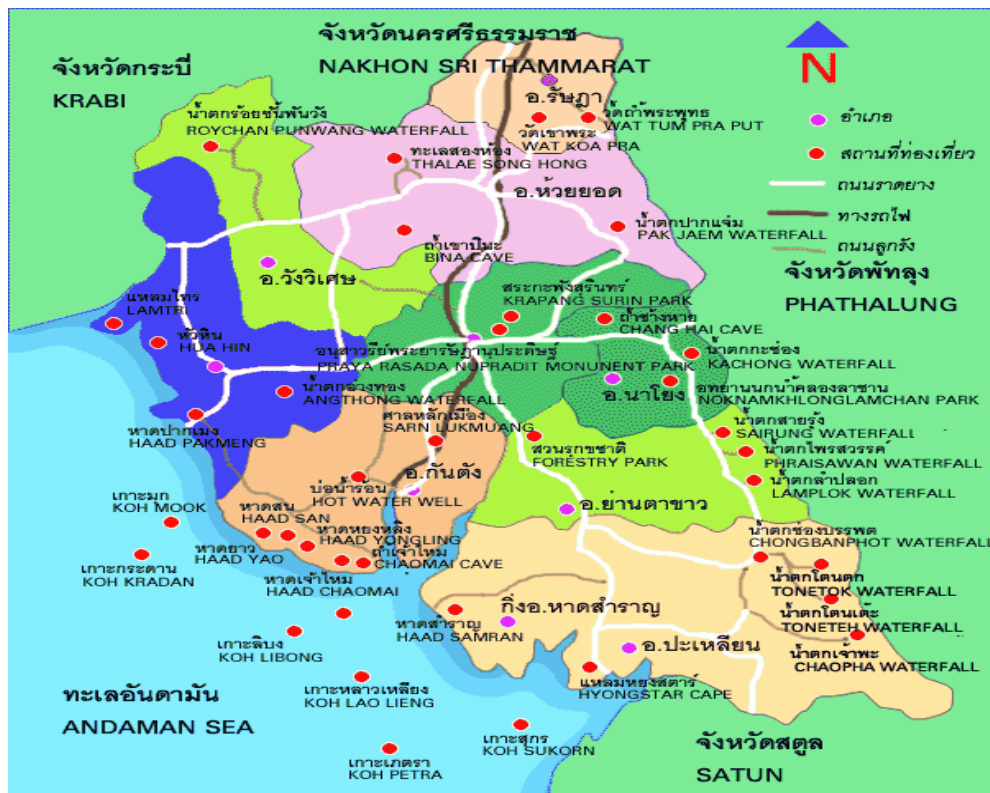 จังหวัดนครศรีธรรมราช
NAKHON SRI THAMMARAT
จังหวัดกระบี่
KRABI
N
อ.รัษฎา
น้ำตกร้อยชั้นพันวัง
ROYCHAN PUNWANG WATERFALL
วัดถ้ำพระพุทธ
WAT TUM PRA PUT
วัดเขาพระ
WAT KOA PRA
อำเภอ
สถานที่ท่องเที่ยว
ถนนราดยาง
ทางรถไฟ
ถนนลูกรัง
ทะเลสองห้อง
THALAE SONG HONG
อ.ห้วยยอด
น้ำตกปากแจ่ม
PAK JAEM WATERFALL
ถ้ำเขาปินะ
BINA CAVE
อ.วังวิเศษ
จังหวัดพัทลุง
PHATHALUNG
สระกะพังสุรินทร์
KRAPANG SURIN PARK
แหลมไทร
LAMTRI
ถ้ำช้างหาย
CHANG HAI CAVE
หัวหิน
HUA HIN
อนุสาวรีย์พระยารัษฎานุประดิษฐ์
PRAYA RASADA NUPRADIT MONUNENT PARK
น้ำตกกะช่อง
KACHONG WATERFALL
น้ำตกอ่างทอง
ANGTHONG WATERFALL
อ.นาโยง
อุทยานนกน้ำคลองลำชาน
NOKNAMKHLONGLAMCHAN PARK
หาดปากเมง
HAAD PAKMENG
ศาลหลักเมือง
SARN LUKMUANG
น้ำตกสายรุ้ง
SAIRUNG WATERFALL
สวนรุกขชาติ
FORESTRY PARK
น้ำตกไพรสวรรค์
PHRAISAWAN WATERFALL
อ.กันตัง
บ่อน้ำร้อน
HOT WATER WELL
น้ำตกลำปลอก
LAMPLOK WATERFALL
เกาะมุก
KOH MOOK
อ.ย่านตาขาว
หาดสน
HAAD SAN
หาดหยงหลิง
HAAD YONGLING
หาดยาว
HAAD YAO
ถ้ำเจ้าไหม
CHAOMAI CAVE
น้ำตกช่องบรรพต
CHONGBANPHOT WATERFALL
เกาะกระดาน
KOH KRADAN
หาดเจ้าไหม
HAAD CHAOMAI
น้ำตกโตนตก
TONETOK WATERFALL
กิ่งอ.หาดสำราญ
หาดสำราญ
HAAD SAMRAN
น้ำตกโตนเต๊ะ
TONETEH WATERFALL
เกาะลิบง
KOH LIBONG
อ.ปะเหลียน
น้ำตกเจ้าพะ
CHAOPHA WATERFALL
แหลมหยงสตาร์
HYONGSTAR CAPE
เกาะหลาวเหลียง
KOH LAO LIENG
ทะเลอันดามัน
ANDAMAN SEA
เกาะสุกร
KOH SUKORN
เกาะเภตรา
KOH PETRA
จังหวัดสตูล
SATUN